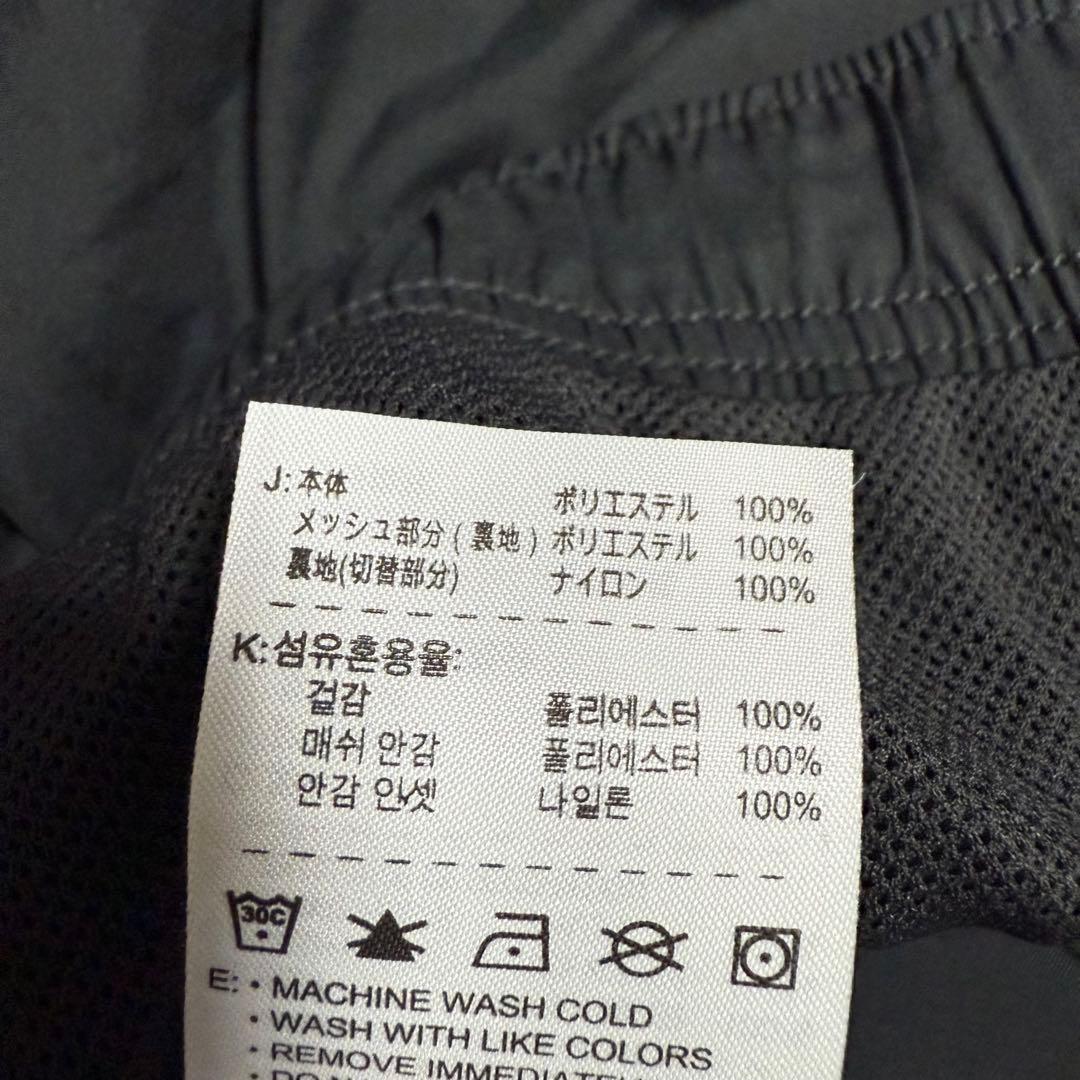 J: 本体 ポリエステル 100%
メッシュ部分 ( 裏地 ) ポリエステル 100%
裏地(切替部分) ナイロン 100%
K: 섬유혼용율:
걸감 폴리에스터 100%
매쉬 안감 폴리에스터 100%
안감 인셋 나일론 100%
30C
E: • MACHINE WASH COLD
• WASH WITH LIKE COLORS
• REMOVE